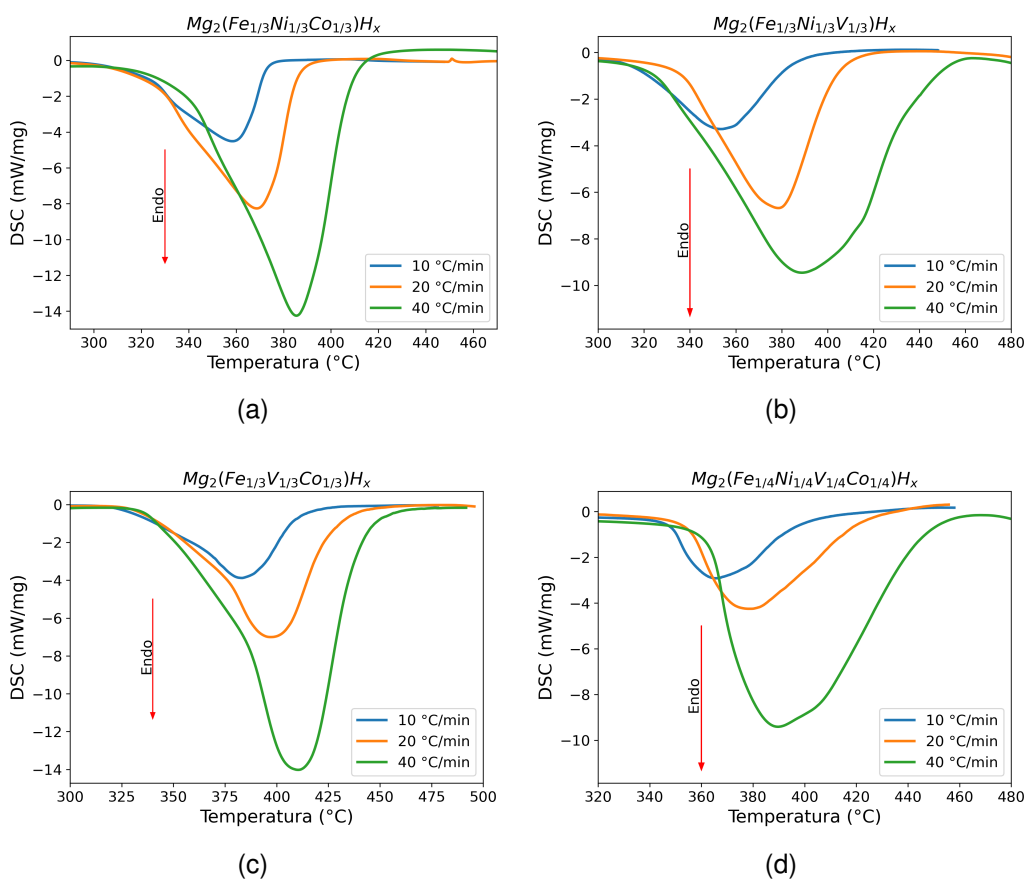 Mg₂(Fe₁/₃Ni₁/₃Co₁/₃)Hₓ
0
−2
−4
−6
−8
−10
−12
−14
DSC (mW/mg)
Endo
10 °C/min
20 °C/min
40 °C/min
300 320 340 360 380 400 420 440 460
Temperatura (°C)
(a)
Mg₂(Fe₁/₃Ni₁/₃V₁/₃)Hₓ
0
−2
−4
−6
−8
−10
DSC (mW/mg)
Endo
10 °C/min
20 °C/min
40 °C/min
300 320 340 360 380 400 420 440 460 480
Temperatura (°C)
(b)
Mg₂(Fe₁/₃V₁/₃Co₁/₃)Hₓ
0
−2
−4
−6
−8
−10
−12
−14
DSC (mW/mg)
Endo
10 °C/min
20 °C/min
40 °C/min
300 325 350 375 400 425 450 475 500
Temperatura (°C)
(c)
Mg₂(Fe₁/₄Ni₁/₄V₁/₄Co₁/₄)Hₓ
0
−2
−4
−6
−8
−10
DSC (mW/mg)
Endo
10 °C/min
20 °C/min
40 °C/min
320 340 360 380 400 420 440 460 480
Temperatura (°C)
(d)